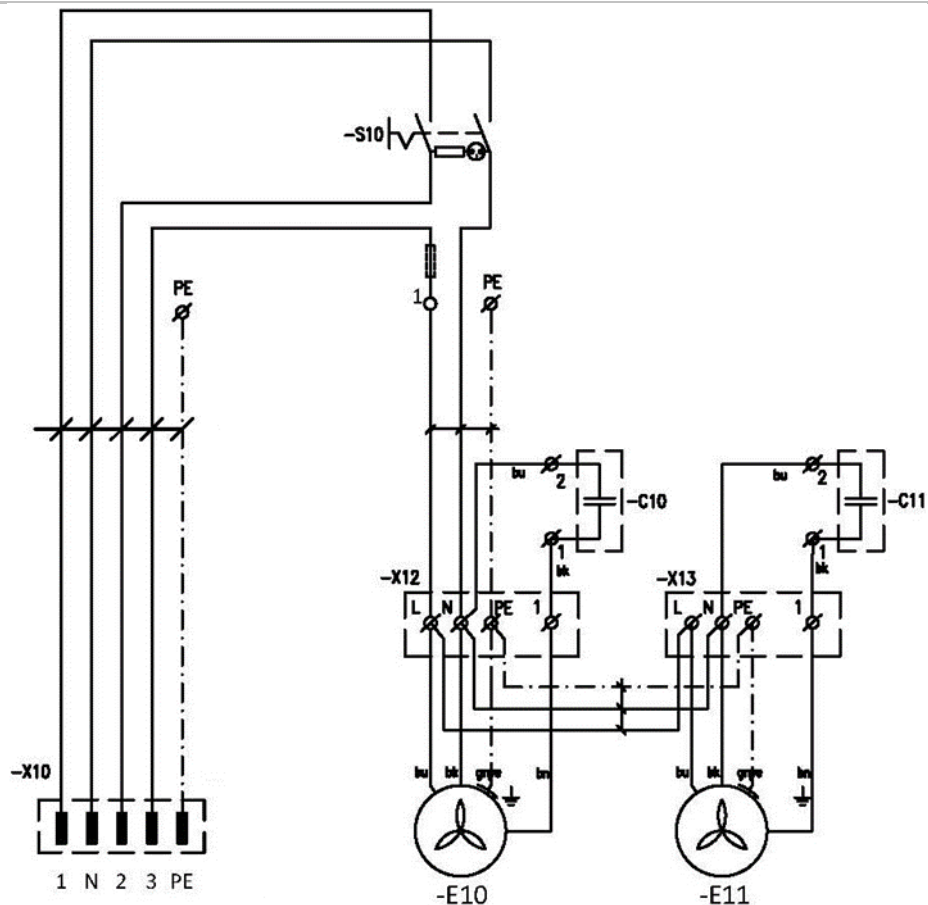 -S10
PE
1
PE
bu
2
-C10
bu
2
-C11
1
bk
1
bk
-X12
-X13
L N PE 1
L N PE 1
-X10
bu bk gnye bn
bu bk gnye bn
1 N 2 3 PE
-E10
-E11